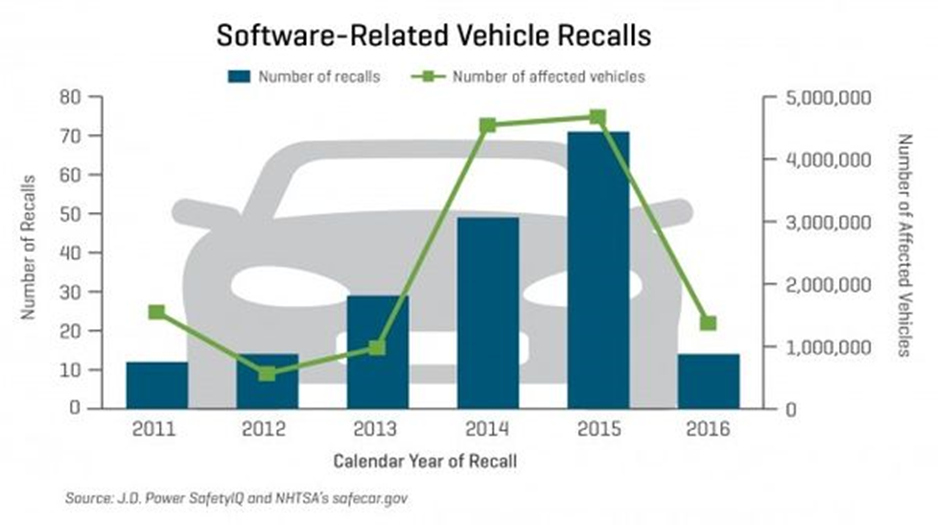 Software-Related Vehicle Recalls
Number of recalls
Number of affected vehicles
80
70
60
50
40
30
20
10
0
Number of Recalls
5,000,000
4,000,000
3,000,000
2,000,000
1,000,000
0
Number of Affected Vehicles
2011 2012 2013 2014 2015 2016
Calendar Year of Recall
Source: J.D. Power SafetyIQ and NHTSA's safecar.gov